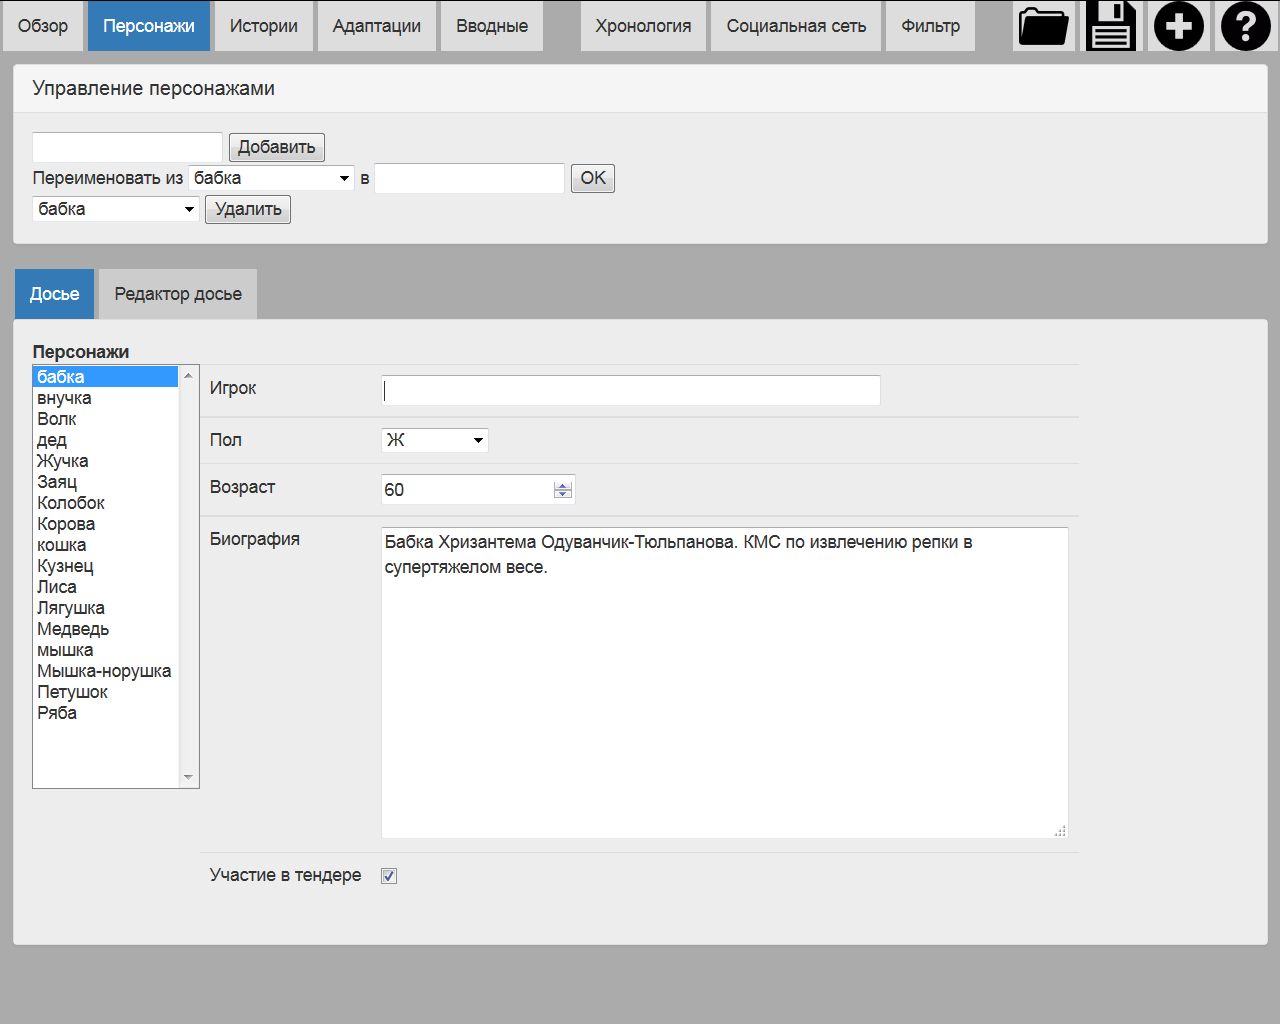 Обзор Персонажи Истории Адаптации Вводные Хронология Социальная сеть Фильтр
Управление персонажами
Добавить
Переименовать из бабка в OK
бабка Удалить
Досье Редактор досье
Персонажи
бабка
внучка
Волк
дед
Жучка
Заяц
Колобок
Корова
кошка
Кузнец
Лиса
Лягушка
Медведь
мышка
Мышка-норушка
Петушок
Ряба
Игрок
Пол Ж
Возраст 60
Биография Бабка Хризантема Одуванчик-Тюльпанова. КМС по извлечению репки в
супертяжелом весе.
Участие в тендере